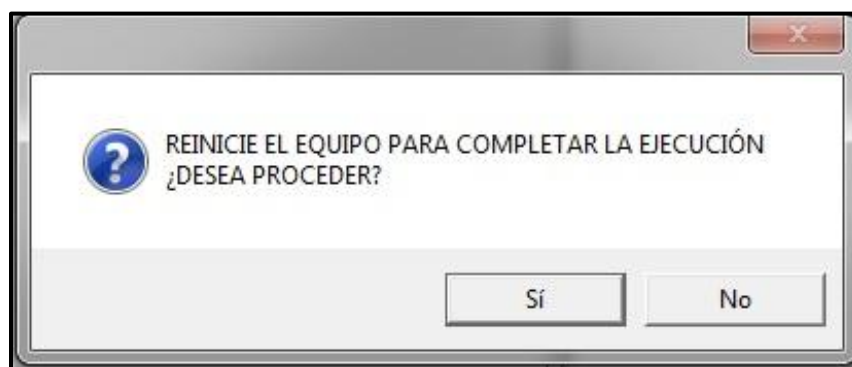 REINICIE EL EQUIPO PARA COMPLETAR LA EJECUCIÓN
¿DESEA PROCEDER?
Sí
No